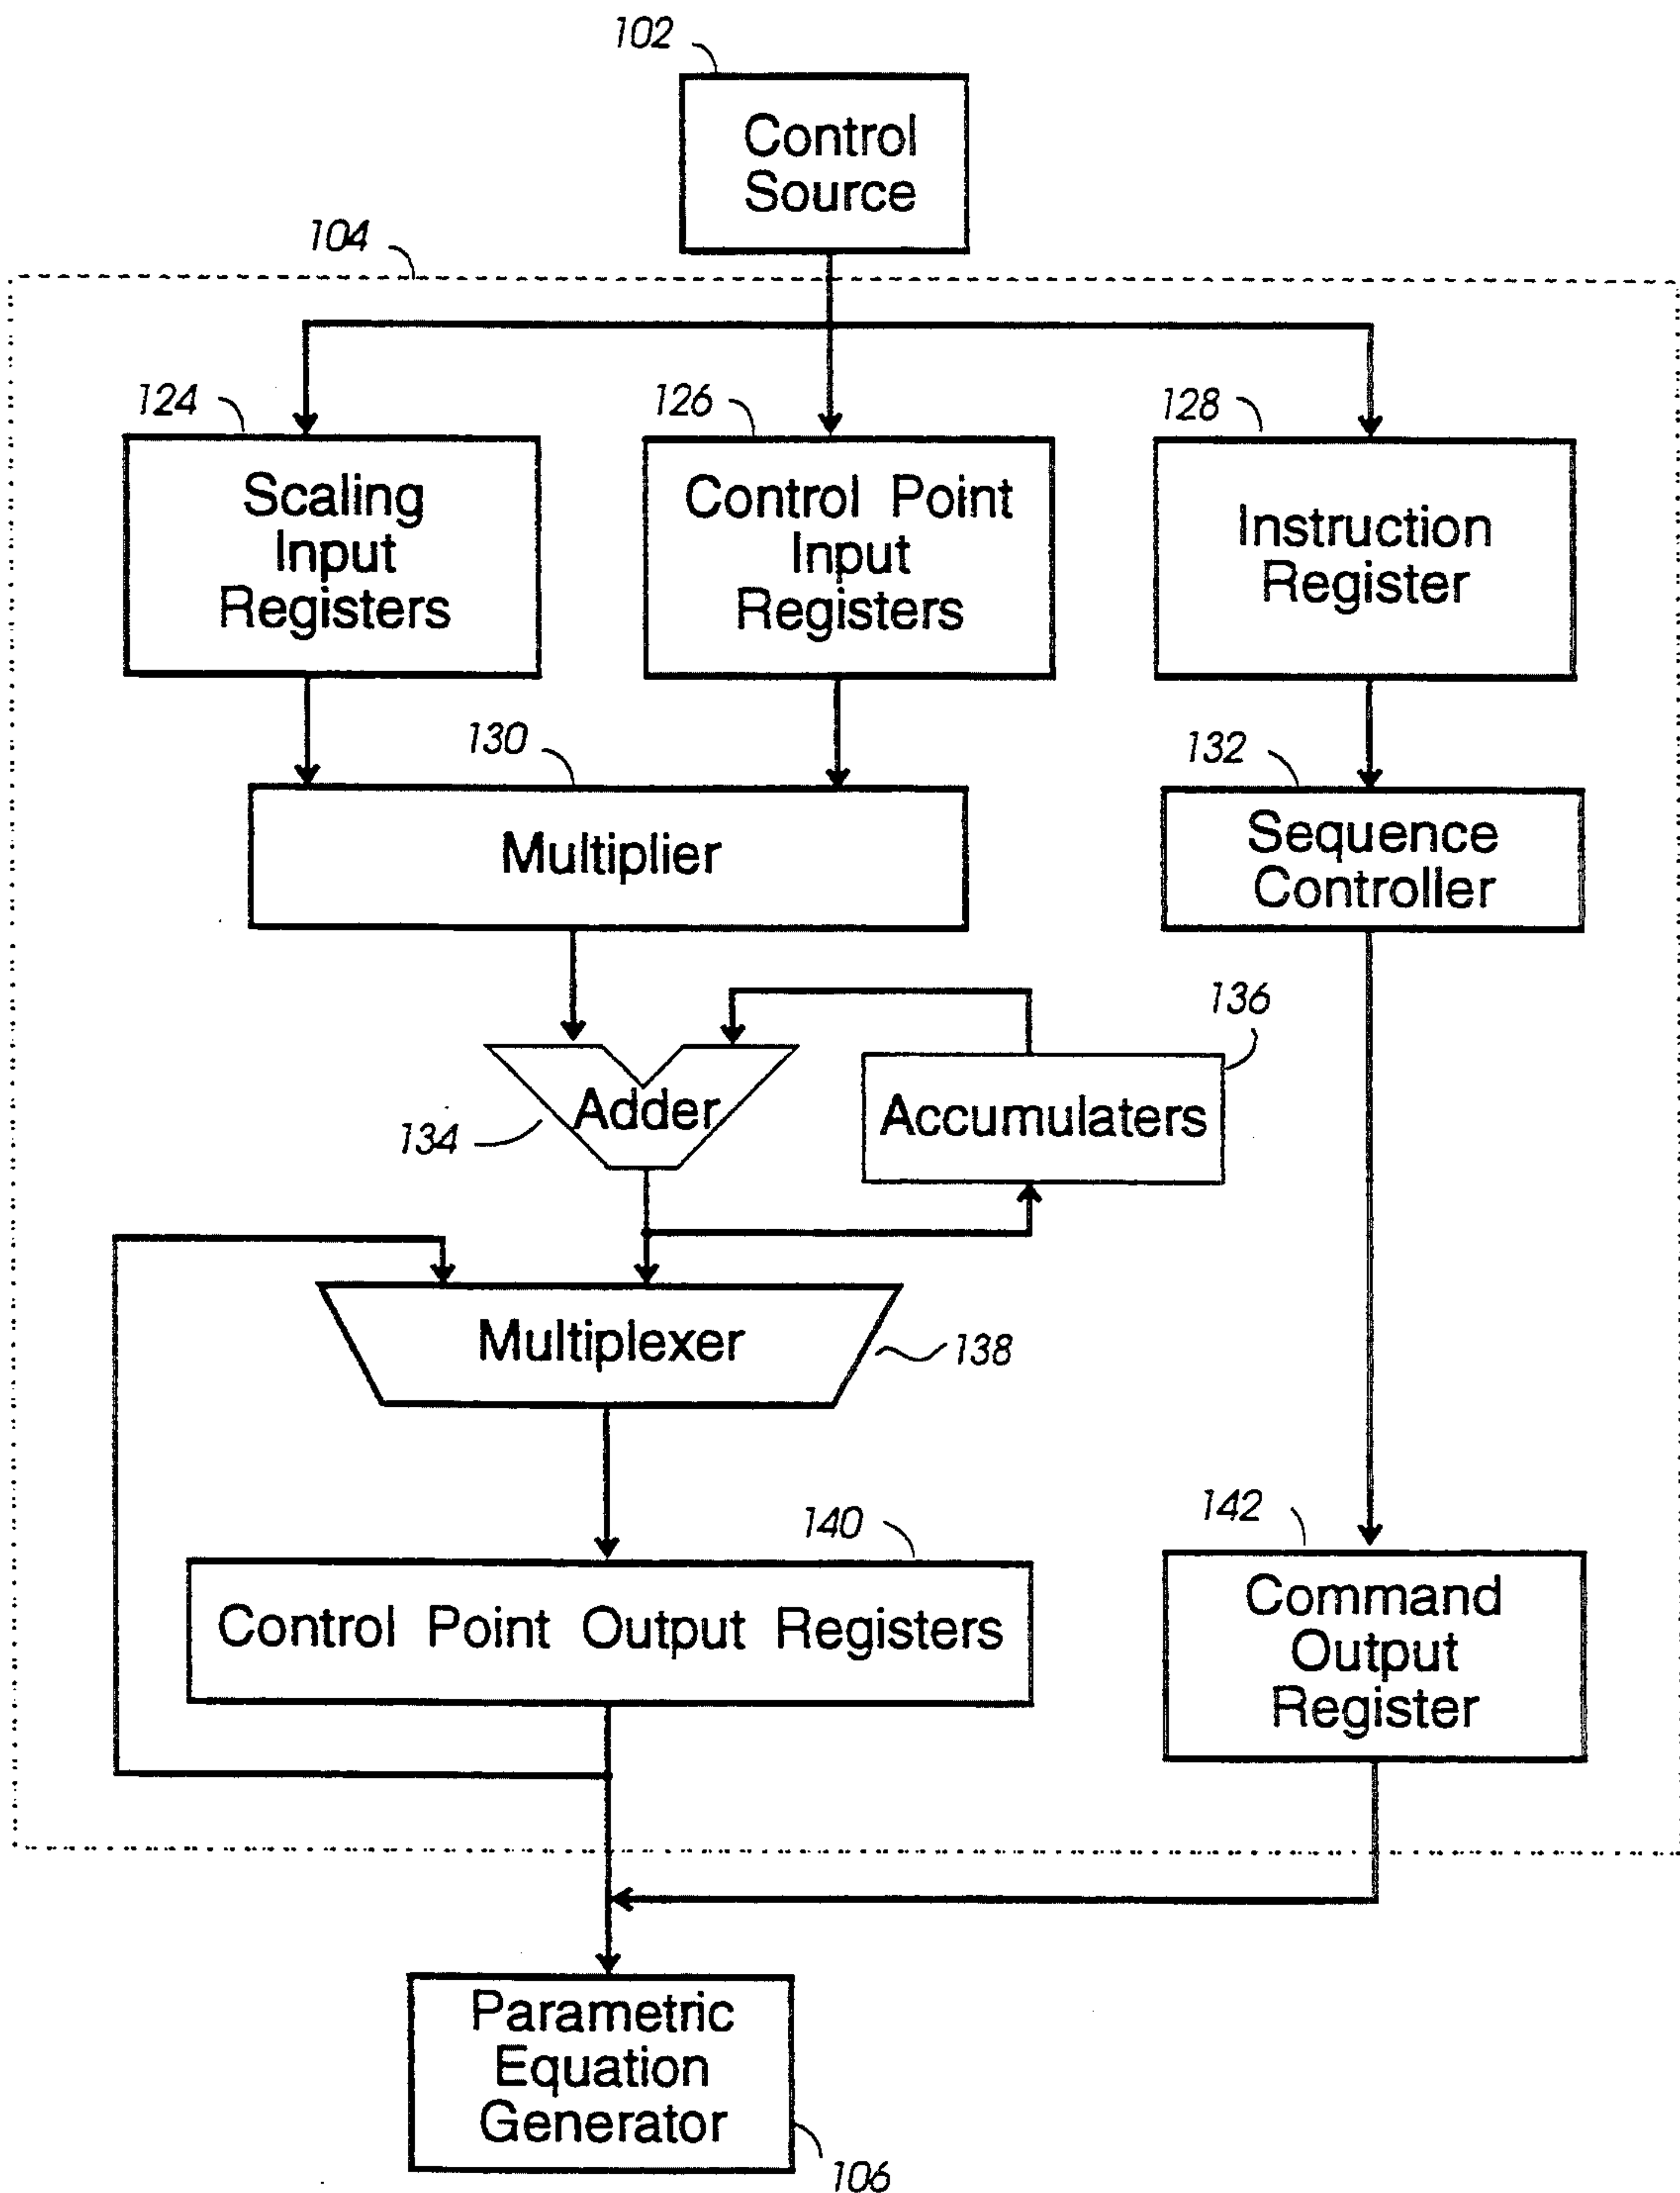 102
Control
Source
104
124
126
128
Scaling
Input
Registers
Control Point
Input
Registers
Instruction
Register
130
132
Multiplier
Sequence
Controller
136
Adder
Accumulaters
134
Multiplexer
138
140
142
Control Point Output Registers
Command
Output
Register
Parametric
Equation
Generator
106